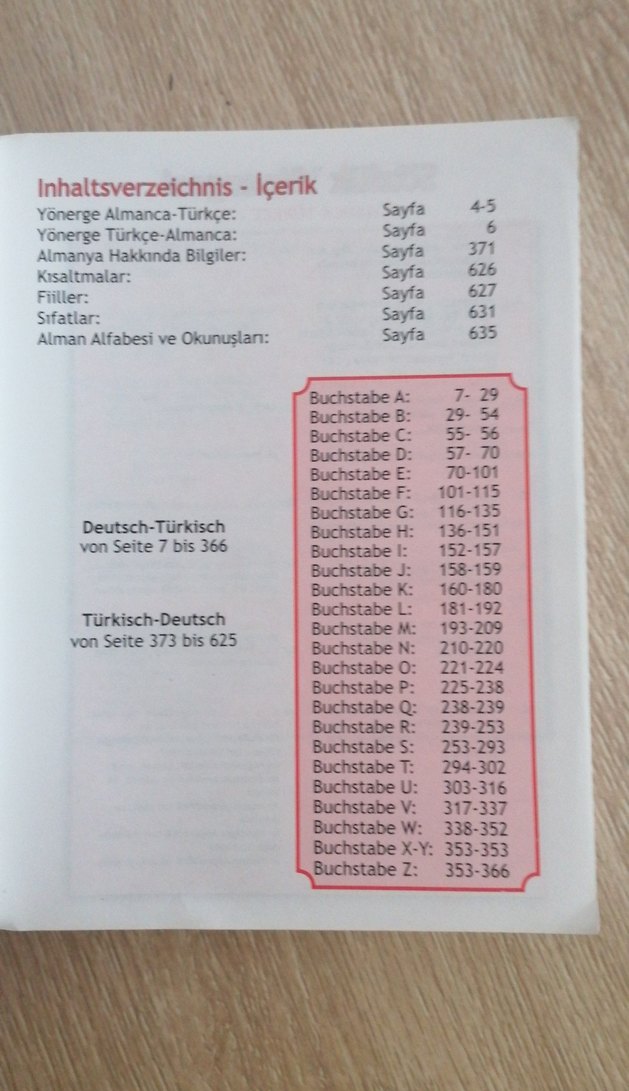 Inhaltsverzeichnis - İçerik
Yönerge Almanca-Türkçe: Sayfa 4-5
Yönerge Türkçe-Almanca: Sayfa 6
Almanya Hakkında Bilgiler: Sayfa 371
Kısaltmalar: Sayfa 626
Fiiller: Sayfa 627
Sıfatlar: Sayfa 631
Alman Alfabesi ve Okunuşları: Sayfa 635
Deutsch-Türkisch
von Seite 7 bis 366
Türkisch-Deutsch
von Seite 373 bis 625
Buchstabe A: 7- 29
Buchstabe B: 29- 54
Buchstabe C: 55- 56
Buchstabe D: 57- 70
Buchstabe E: 70-101
Buchstabe F: 101-115
Buchstabe G: 116-135
Buchstabe H: 136-151
Buchstabe I: 152-157
Buchstabe J: 158-159
Buchstabe K: 160-180
Buchstabe L: 181-192
Buchstabe M: 193-209
Buchstabe N: 210-220
Buchstabe O: 221-224
Buchstabe P: 225-238
Buchstabe Q: 238-239
Buchstabe R: 239-253
Buchstabe S: 253-293
Buchstabe T: 294-302
Buchstabe U: 303-316
Buchstabe V: 317-337
Buchstabe W: 338-352
Buchstabe X-Y: 353-353
Buchstabe Z: 353-366